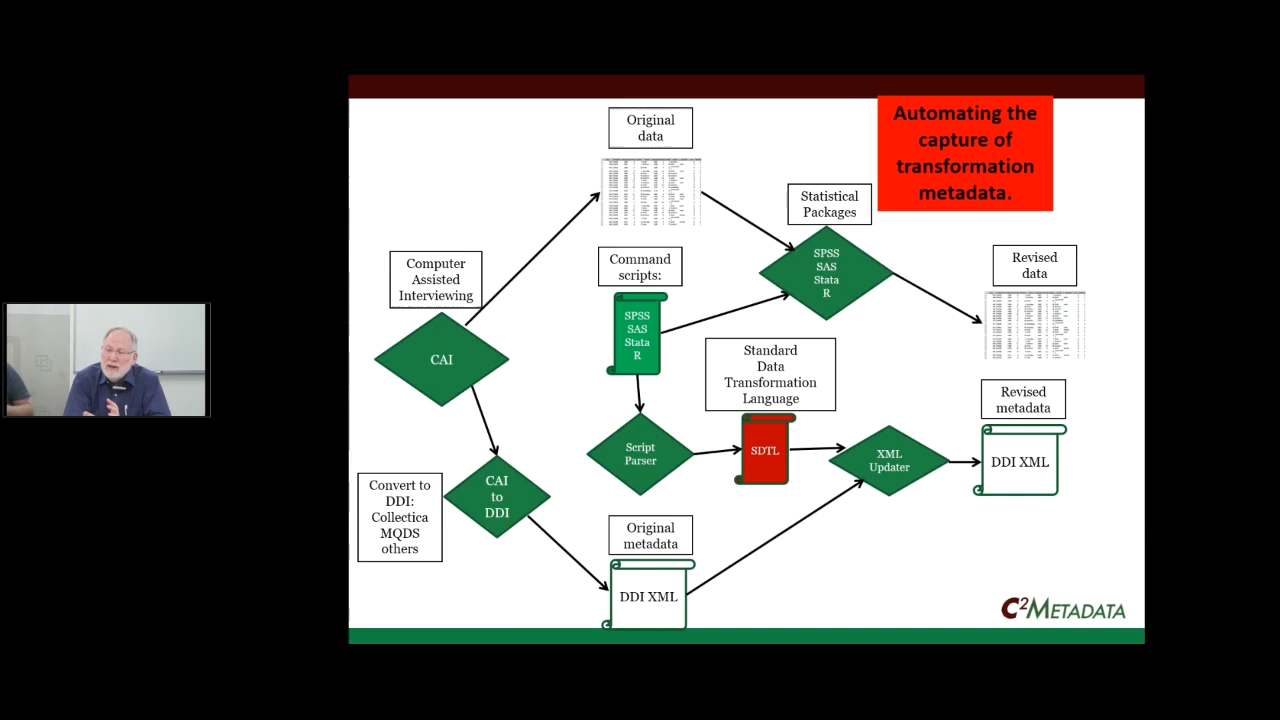 Automating the
capture of
transformation
metadata.
Original
data
Statistical
Packages
SPSS
SAS
Stata
R
Command
scripts:
SPSS
SAS
Stata
R
Revised
data
Computer
Assisted
Interviewing
CAI
Standard
Data
Transformation
Language
Revised
metadata
Script
Parser
SDTL
XML
Updater
DDI XML
Convert to
DDI:
Collectica
MQDS
others
CAI
to
DDI
Original
metadata
DDI XML
C²METADATA